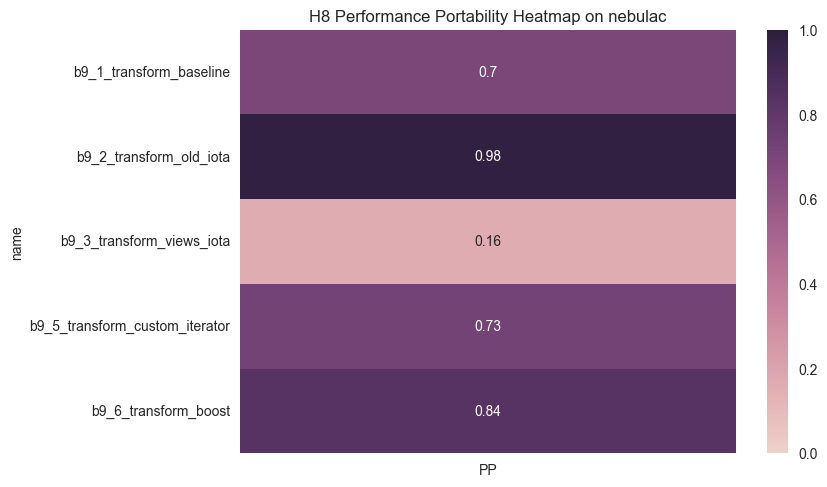 H8 Performance Portability Heatmap on nebulac
name
b9_1_transform_baseline
0.7
b9_2_transform_old_iota
0.98
b9_3_transform_views_iota
0.16
b9_5_transform_custom_iterator
0.73
b9_6_transform_boost
0.84
PP
1.0
0.8
0.6
0.4
0.2
0.0